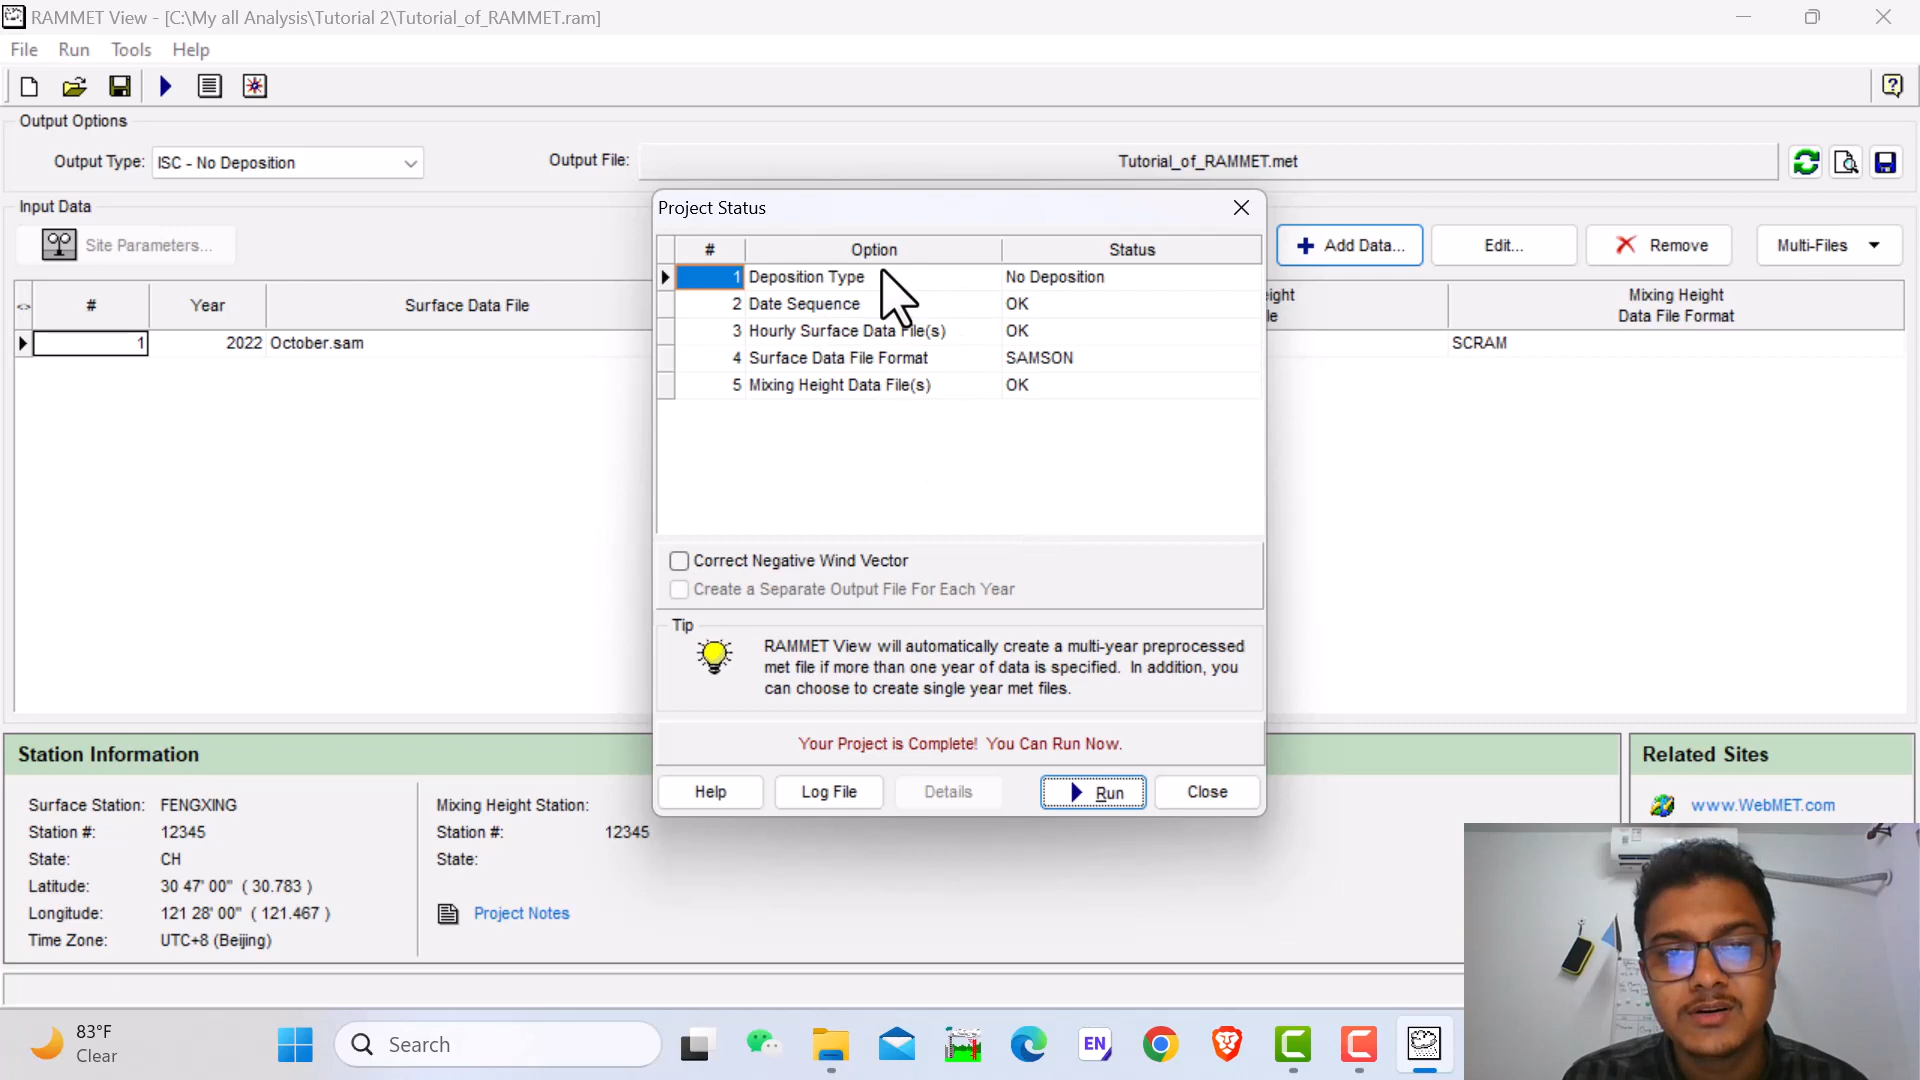 RAMMET View - [C:\My all Analysis\Tutorial 2\Tutorial_of_RAMMET.ram]
File Run Tools Help
Output Options
Output Type: ISC - No Deposition
Output File: Tutorial_of_RAMMET.met
Input Data
Site Parameters...
Add Data... Edit... Remove Multi-Files
# Year Surface Data File
Mixing Height
Data File Format
1 2022 October.sam SCRAM
Project Status
# Option Status
1 Deposition Type No Deposition
2 Date Sequence OK
3 Hourly Surface Data File(s) OK
4 Surface Data File Format SAMSON
5 Mixing Height Data File(s) OK
Correct Negative Wind Vector
Create a Separate Output File For Each Year
Tip
RAMMET View will automatically create a multi-year preprocessed
met file if more than one year of data is specified. In addition, you
can choose to create single year met files.
Your Project is Complete! You Can Run Now.
Help Log File Details Run Close
Station Information
Surface Station: FENGXING
Station #: 12345
State: CH
Latitude: 30 47' 00" ( 30.783 )
Longitude: 121 28' 00" ( 121.467 )
Time Zone: UTC+8 (Beijing)
Mixing Height Station:
Station #: 12345
State:
Project Notes
Related Sites
www.WebMET.com
83°F
Clear
Search
EN